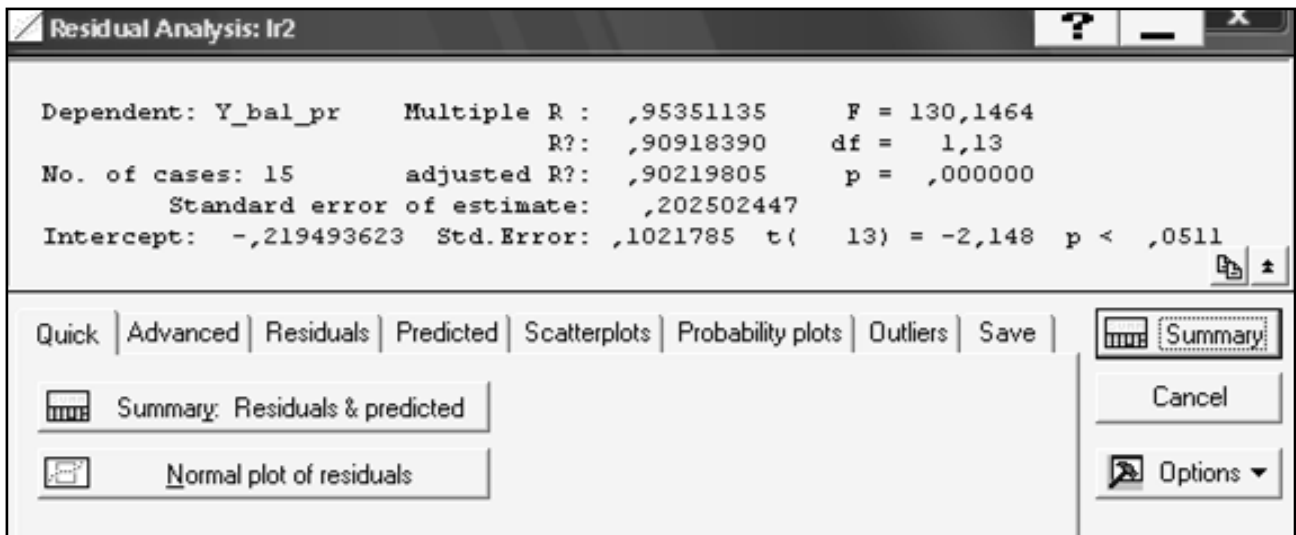 Residual Analysis: lr2
? _ X
Dependent: Y_bal_pr Multiple R : ,95351135 F = 130,1464
R?: ,90918390 df = 1,13
No. of cases: 15 adjusted R?: ,90219805 p = ,000000
Standard error of estimate: ,202502447
Intercept: -,219493623 Std.Error: ,1021785 t( 13) = -2,148 p < ,0511
Quick Advanced Residuals Predicted Scatterplots Probability plots Outliers Save
Summary
Summary: Residuals & predicted
Cancel
Normal plot of residuals
Options